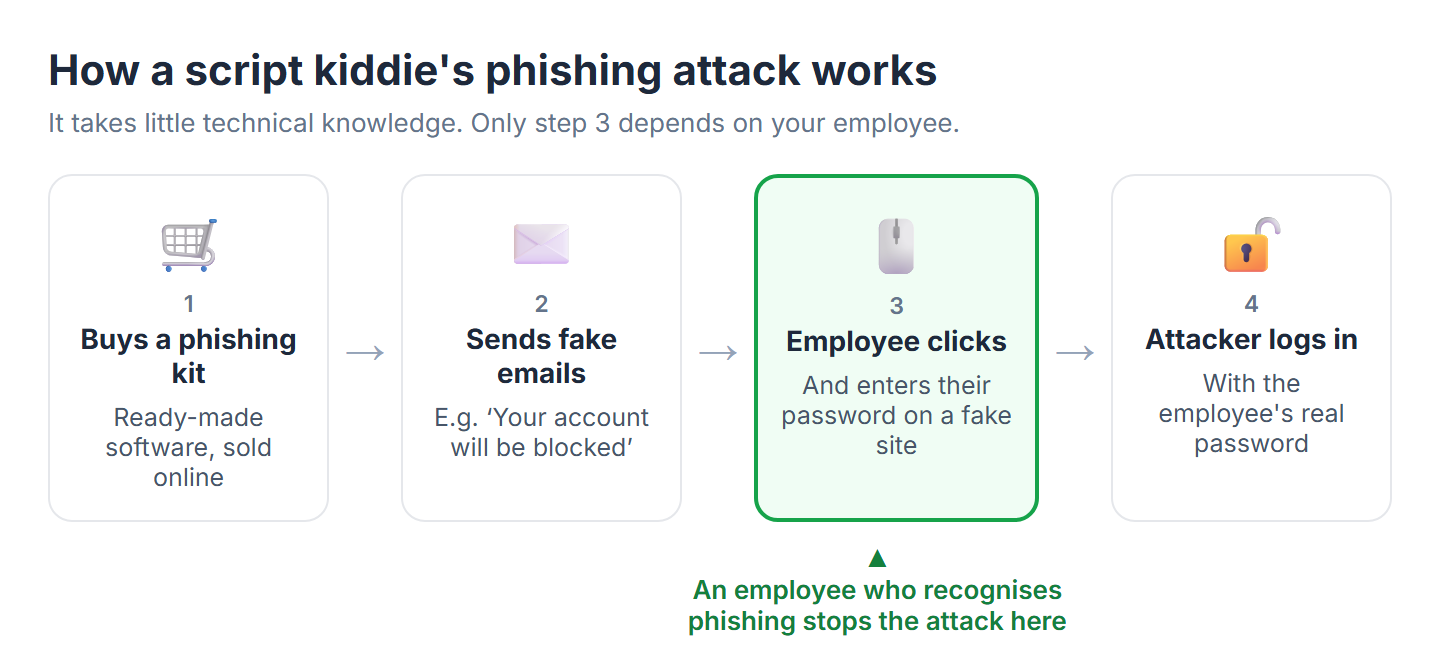 How a script kiddie's phishing attack works
It takes little technical knowledge. Only step 3 depends on your employee.
1
Buys a phishing
kit
Ready-made
software, sold
online
→
2
Sends fake
emails
E.g. ‘Your account
will be blocked’
→
3
Employee clicks
And enters their
password on a fake
site
→
4
Attacker logs in
With the
employee's real
password
▲
An employee who recognises
phishing stops the attack here